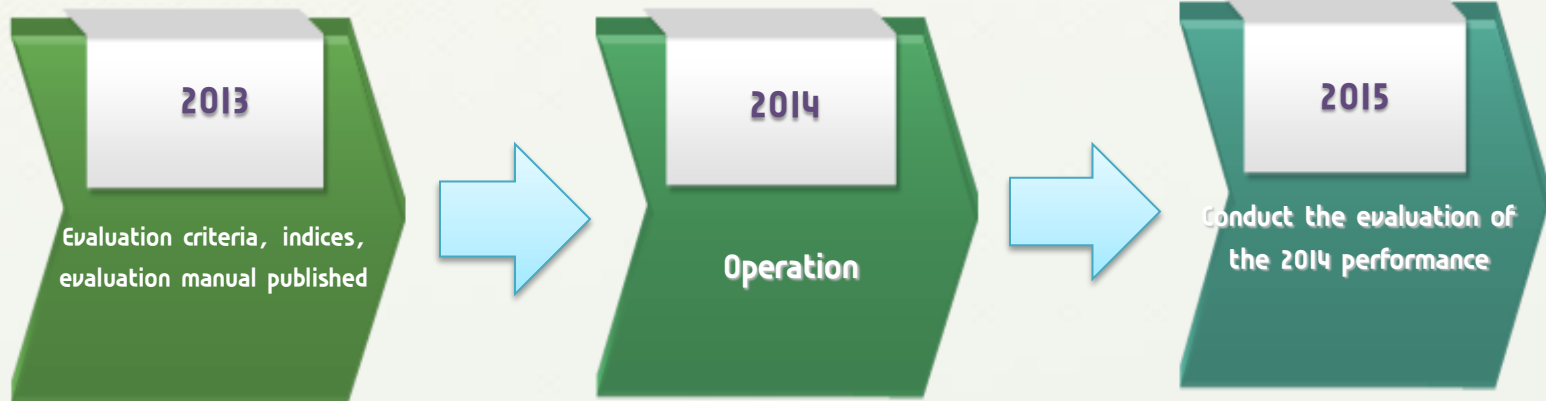 2013
Evaluation criteria, indices,
evaluation manual published
2014
Operation
2015
Conduct the evaluation of
the 2014 performance